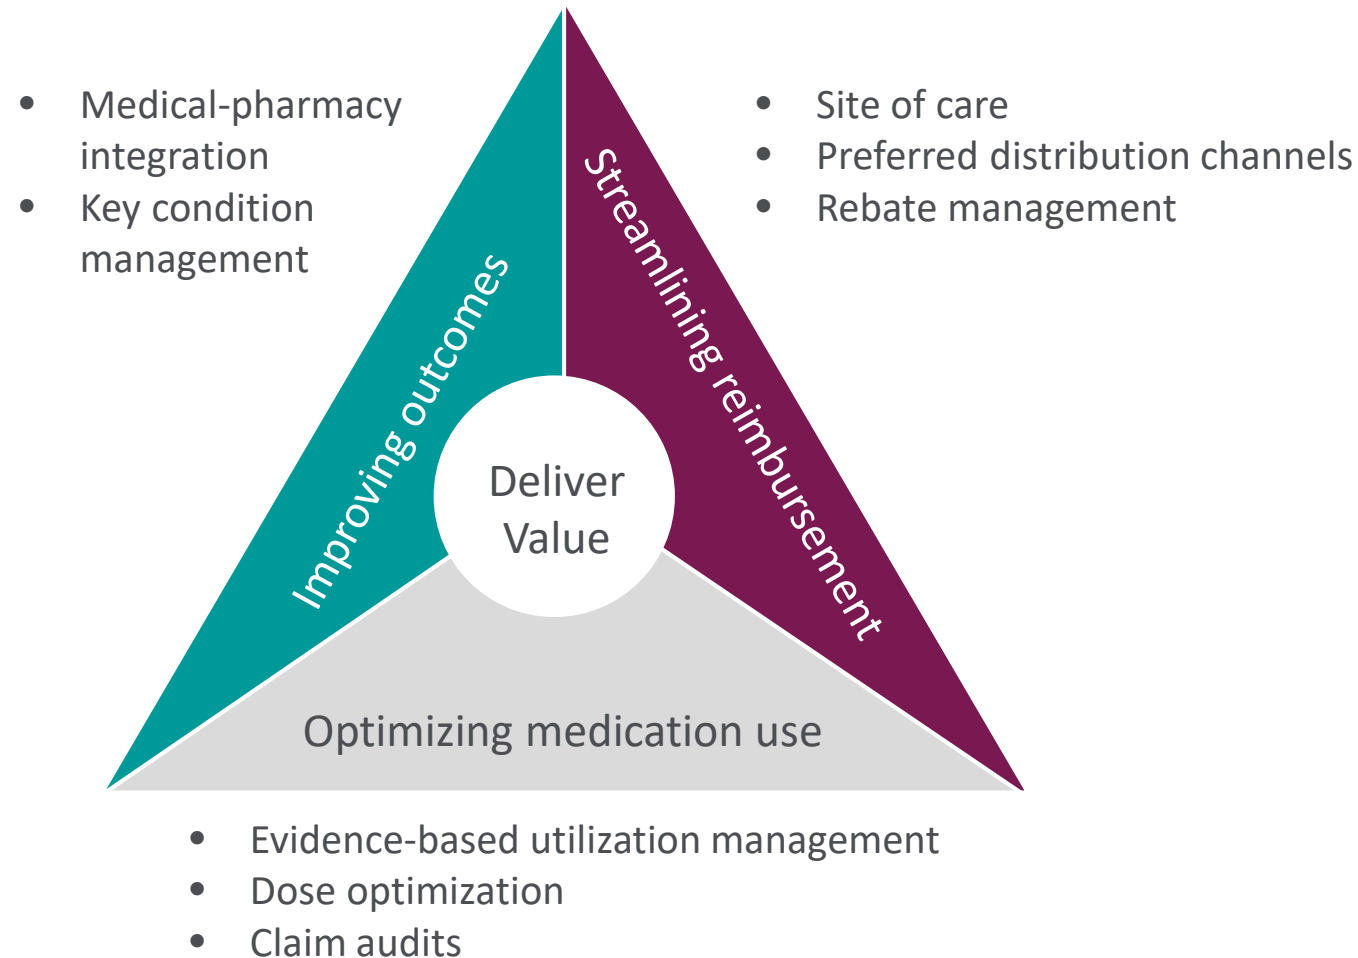 • Medical-pharmacy
integration
• Key condition
management
• Site of care
• Preferred distribution channels
• Rebate management
Improving outcomes
Streamlining reimbursement
Deliver
Value
Optimizing medication use
• Evidence-based utilization management
• Dose optimization
• Claim audits